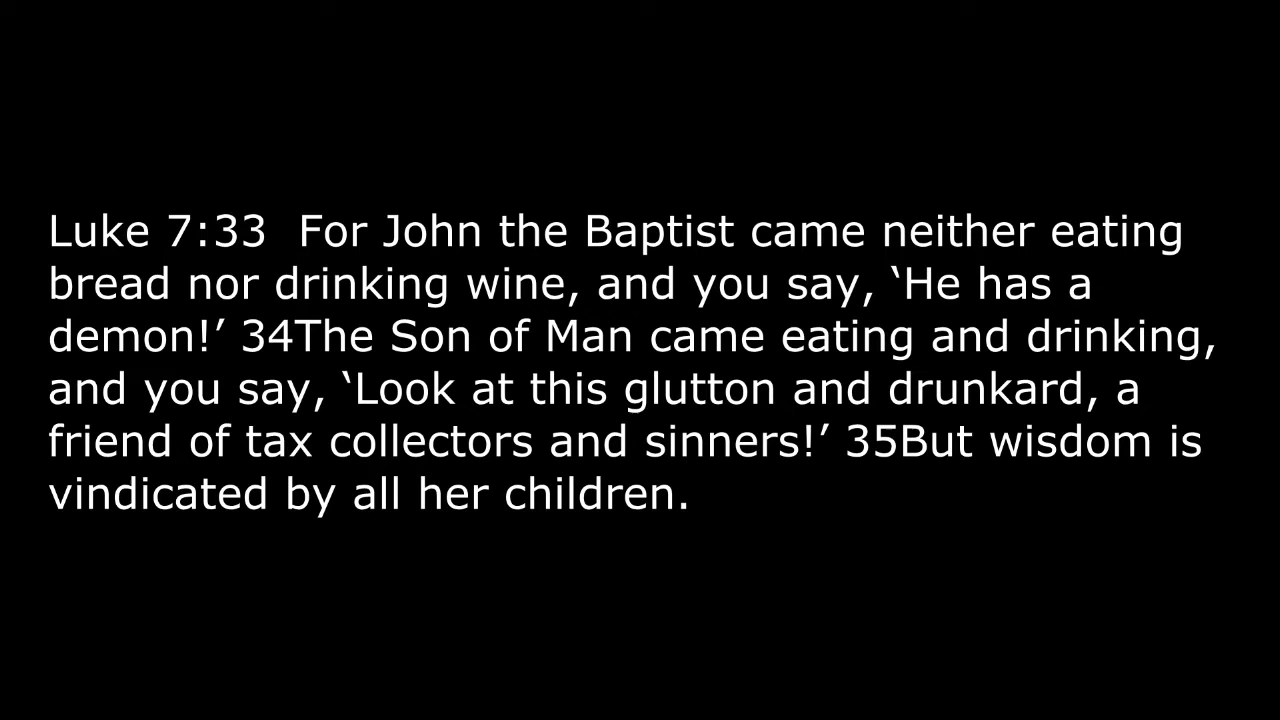 Luke 7:33  For John the Baptist came neither eating
bread nor drinking wine, and you say, ‘He has a
demon!’ 34The Son of Man came eating and drinking,
and you say, ‘Look at this glutton and drunkard, a
friend of tax collectors and sinners!’ 35But wisdom is
vindicated by all her children.